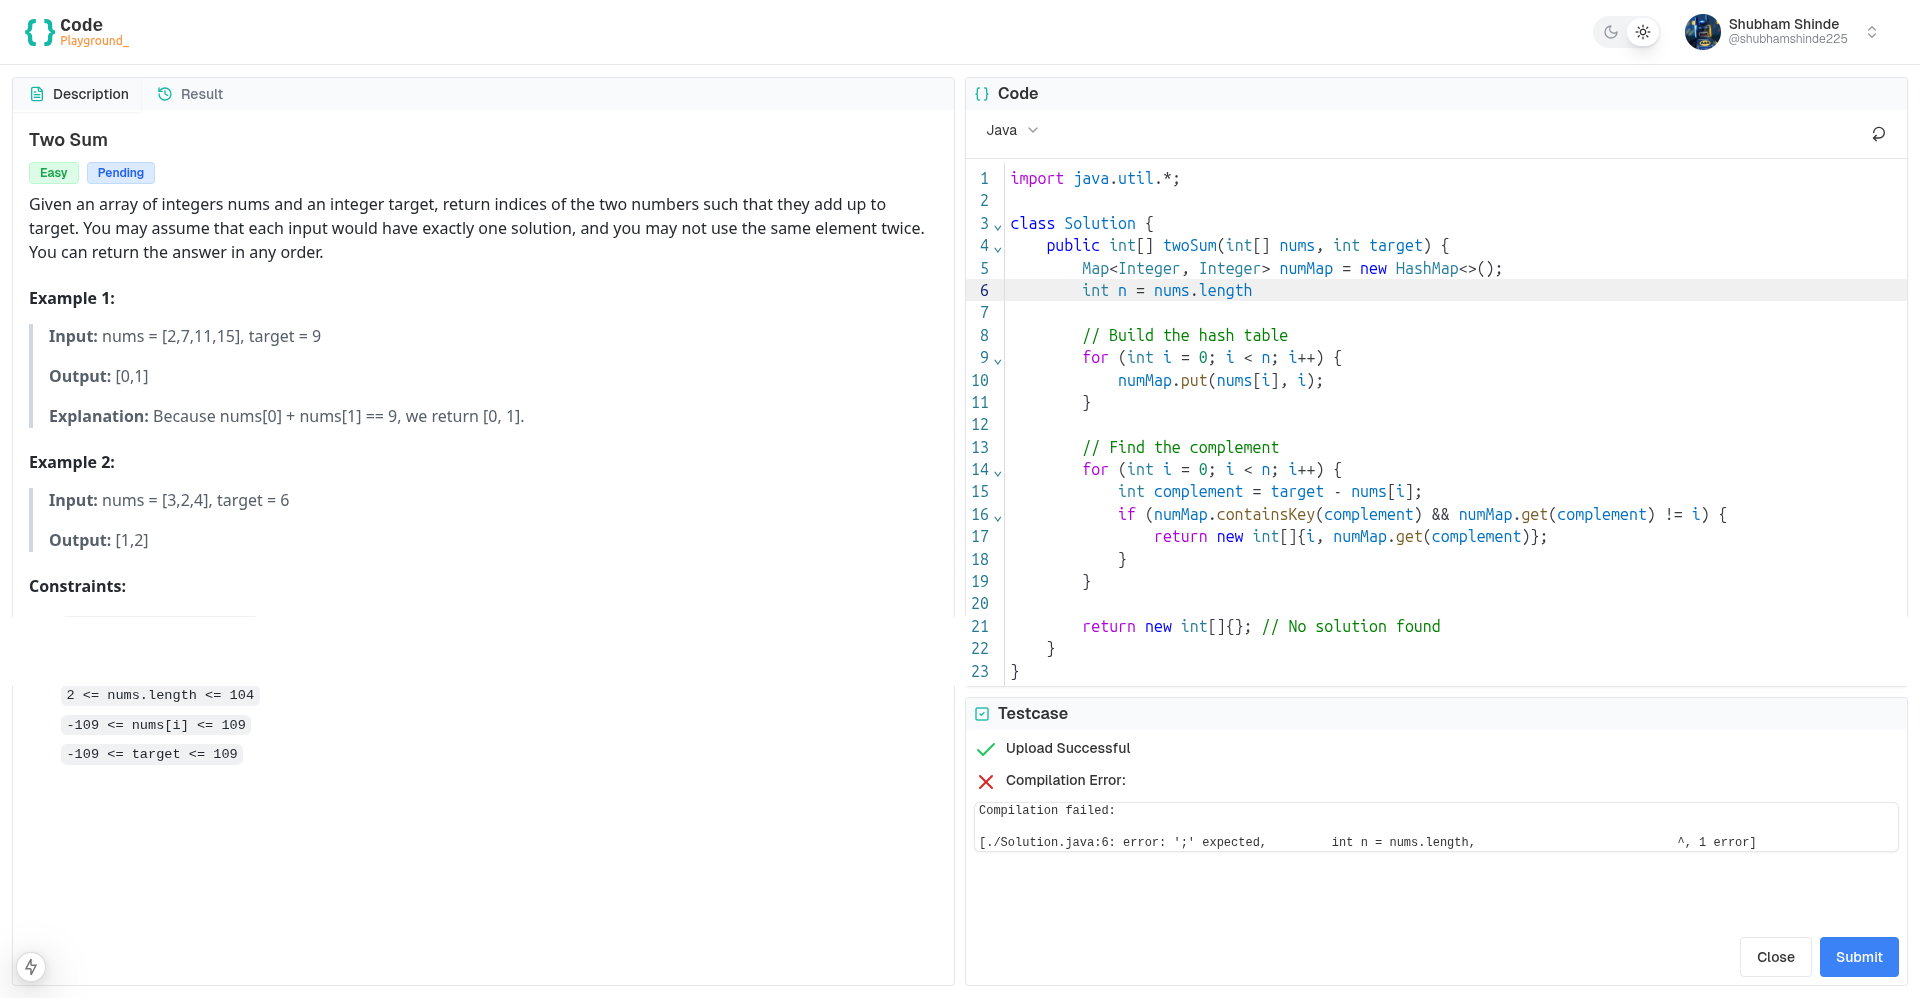 { } Code
Playground_
Shubham Shinde
@shubhamshinde225
Description
Result
Two Sum
Easy
Pending
Given an array of integers nums and an integer target, return indices of the two numbers such that they add up to
target. You may assume that each input would have exactly one solution, and you may not use the same element twice.
You can return the answer in any order.
Example 1:
Input: nums = [2,7,11,15], target = 9
Output: [0,1]
Explanation: Because nums[0] + nums[1] == 9, we return [0, 1].
Example 2:
Input: nums = [3,2,4], target = 6
Output: [1,2]
Constraints:
2 <= nums.length <= 104
-109 <= nums[i] <= 109
-109 <= target <= 109
{ } Code
Java
1 import java.util.*;
2
3 class Solution {
4     public int[] twoSum(int[] nums, int target) {
5         Map<Integer, Integer> numMap = new HashMap<>();
6         int n = nums.length
7
8         // Build the hash table
9         for (int i = 0; i < n; i++) {
10             numMap.put(nums[i], i);
11         }
12
13         // Find the complement
14         for (int i = 0; i < n; i++) {
15             int complement = target - nums[i];
16             if (numMap.containsKey(complement) && numMap.get(complement) != i) {
17                 return new int[]{i, numMap.get(complement)};
18             }
19         }
20
21         return new int[]{}; // No solution found
22     }
23 }
Testcase
Upload Successful
Compilation Error:
Compilation failed:
[./Solution.java:6: error: ';' expected,         int n = nums.length,                            ^, 1 error]
Close
Submit